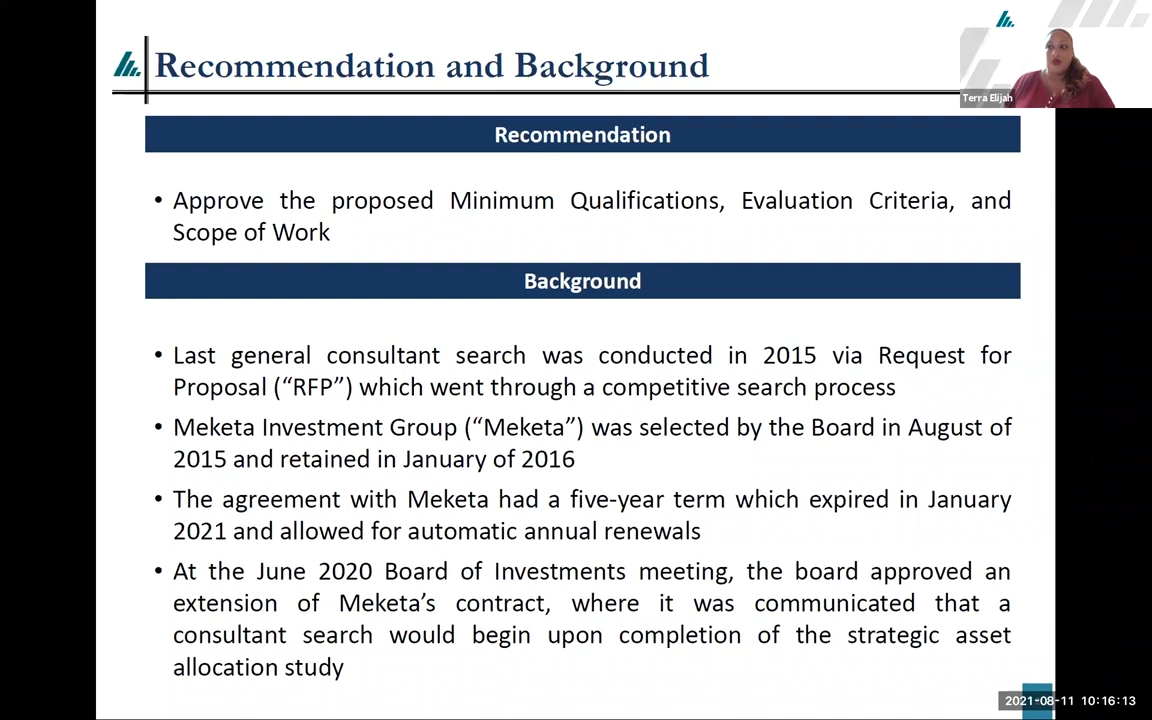 Recommendation and Background
Terra Elijah
Recommendation
• Approve the proposed Minimum Qualifications, Evaluation Criteria, and
Scope of Work
Background
• Last general consultant search was conducted in 2015 via Request for
Proposal (“RFP”) which went through a competitive search process
• Meketa Investment Group (“Meketa”) was selected by the Board in August of
2015 and retained in January of 2016
• The agreement with Meketa had a five-year term which expired in January
2021 and allowed for automatic annual renewals
• At the June 2020 Board of Investments meeting, the board approved an
extension of Meketa’s contract, where it was communicated that a
consultant search would begin upon completion of the strategic asset
allocation study
2021-08-11 10:16:13